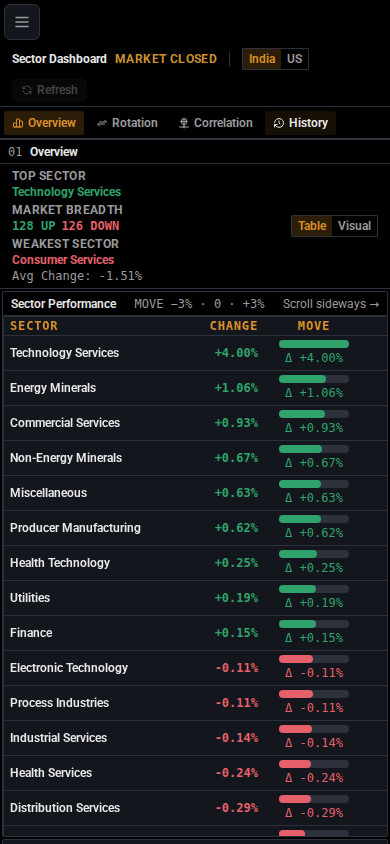 Sector Dashboard MARKET CLOSED India US
Refresh
Overview Rotation Correlation History
01 Overview
TOP SECTOR
Technology Services
MARKET BREADTH
128 UP 126 DOWN
Table Visual
WEAKEST SECTOR
Consumer Services
Avg Change: -1.51%
Sector Performance MOVE −3% · 0 · +3% Scroll sideways →
SECTOR CHANGE MOVE
Technology Services +4.00% Δ +4.00%
Energy Minerals +1.06% Δ +1.06%
Commercial Services +0.93% Δ +0.93%
Non-Energy Minerals +0.67% Δ +0.67%
Miscellaneous +0.63% Δ +0.63%
Producer Manufacturing +0.62% Δ +0.62%
Health Technology +0.25% Δ +0.25%
Utilities +0.19% Δ +0.19%
Finance +0.15% Δ +0.15%
Electronic Technology -0.11% Δ -0.11%
Process Industries -0.11% Δ -0.11%
Industrial Services -0.14% Δ -0.14%
Health Services -0.24% Δ -0.24%
Distribution Services -0.29% Δ -0.29%